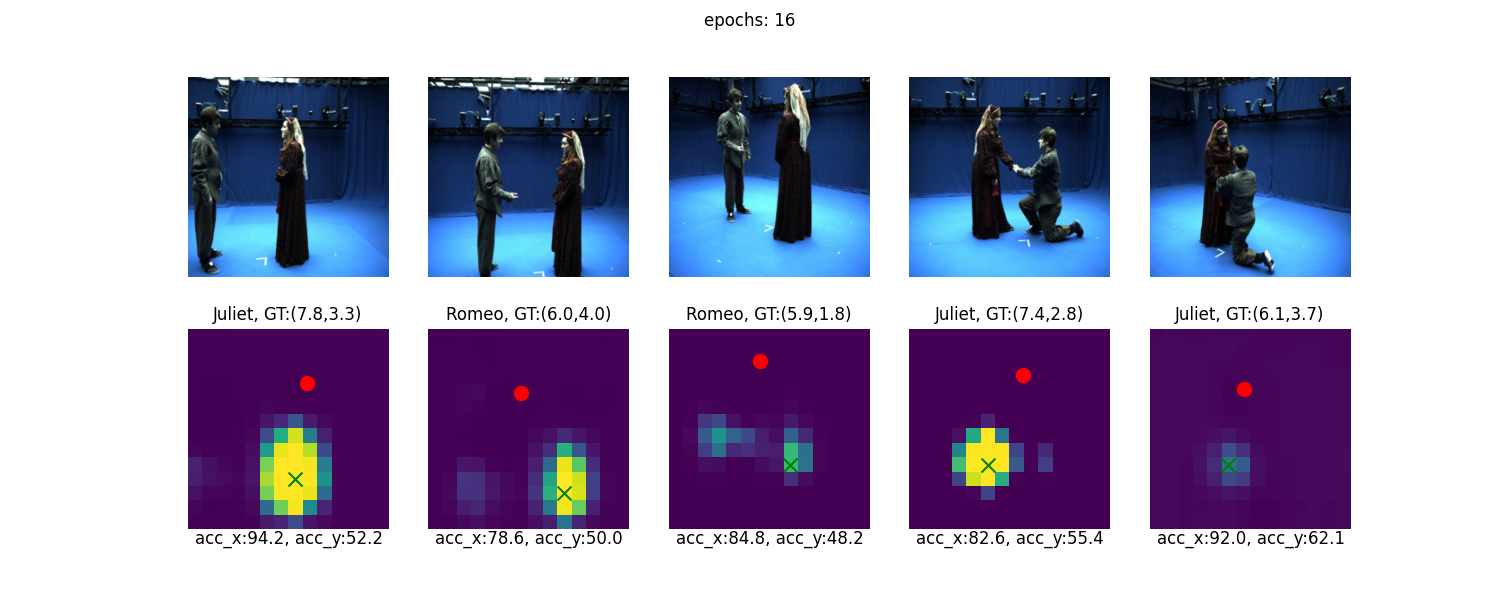 epochs: 16
Juliet, GT:(7.8,3.3)
Romeo, GT:(6.0,4.0)
Romeo, GT:(5.9,1.8)
Juliet, GT:(7.4,2.8)
Juliet, GT:(6.1,3.7)
acc_x:94.2, acc_y:52.2
acc_x:78.6, acc_y:50.0
acc_x:84.8, acc_y:48.2
acc_x:82.6, acc_y:55.4
acc_x:92.0, acc_y:62.1